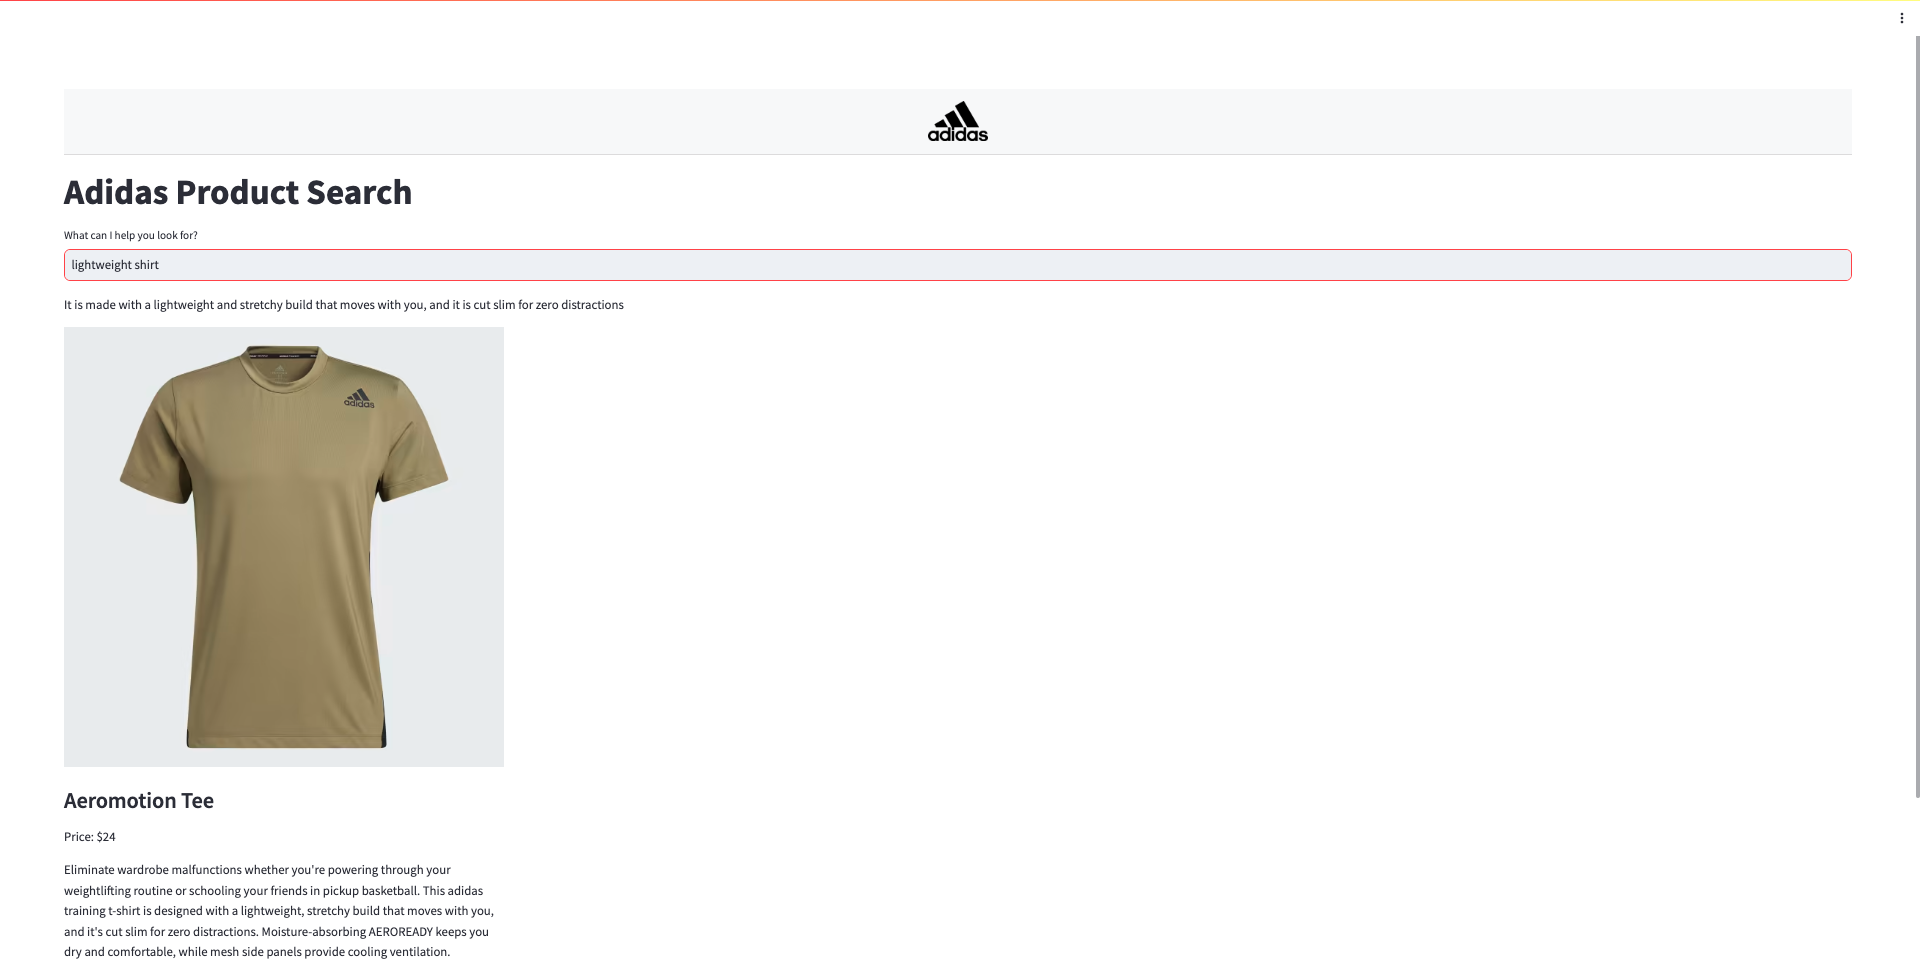 adidas
Adidas Product Search
What can I help you look for?
lightweight shirt
It is made with a lightweight and stretchy build that moves with you, and it is cut slim for zero distractions
adidas
Aeromotion Tee
Price: $24
Eliminate wardrobe malfunctions whether you're powering through your
weightlifting routine or schooling your friends in pickup basketball. This adidas
training t-shirt is designed with a lightweight, stretchy build that moves with you,
and it's cut slim for zero distractions. Moisture-absorbing AEROREADY keeps you
dry and comfortable, while mesh side panels provide cooling ventilation.